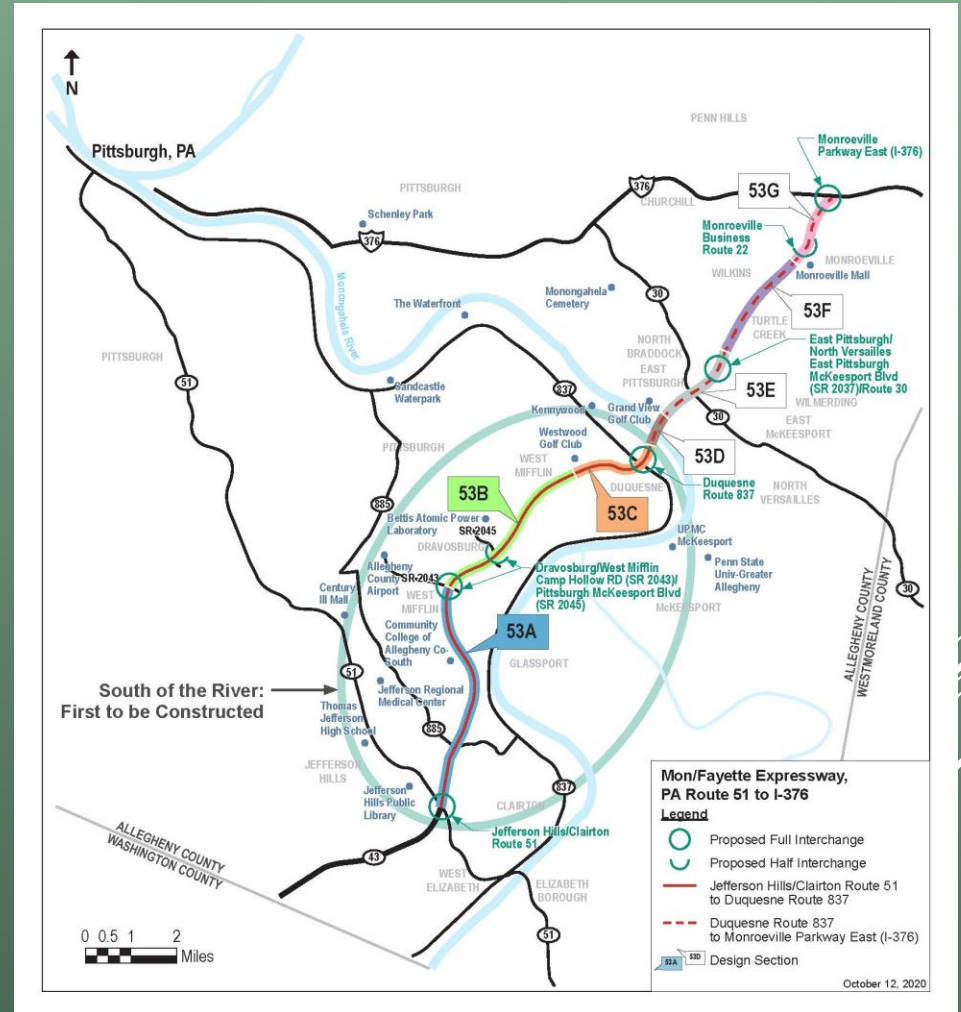 N
Pittsburgh, PA
PENN HILLS
Monroeville
Parkway East (I-376)
PITTSBURGH
376
CHURCHILL
53G
Schenley Park
376
Monroeville
Business
Route 22
MONROEVILLE
Monroeville Mall
WILKINS
Monongahela River
The Waterfront
Monongahela
Cemetery
30
53F
TURTLE
CREEK
PITTSBURGH
51
NORTH
BRADDOCK
EAST
PITTSBURGH
East Pittsburgh/
North Versailles
East Pittsburgh
McKeesport Blvd
(SR 2037)/Route 30
Sandcastle
Waterpark
837
53E
WILMERDING
30
EAST
McKEESPORT
Kennywood
Grand View
Golf Club
Westwood
Golf Club
PITTSBURGH
WEST
MIFFLIN
53D
DUQUESNE
Duquesne
Route 837
NORTH
VERSAILLES
53B
53C
885
Bettis Atomic Power
Laboratory
SR 2045
DRAVOSBURG
UPMC
McKeesport
Penn State
Univ-Greater
Allegheny
Allegheny
County
Airport
SR-2043
WEST
MIFFLIN
Dravosburg/West Mifflin
Camp Hollow RD (SR 2043)/
Pittsburgh McKeesport Blvd
(SR 2045)
McKEESPORT
30
Century
III Mall
Community
College of
Allegheny Co-
South
53A
GLASSPORT
ALLEGHENY COUNTY
WESTMORELAND COUNTY
51
South of the River:
First to be Constructed
Jefferson Regional
Medical Center
Thomas
Jefferson
High School
885
JEFFERSON
HILLS
Jefferson
Hills Public
Library
837
CLAIRTON
Jefferson Hills/Clairton
Route 51
ALLEGHENY COUNTY
WASHINGTON COUNTY
43
WEST
ELIZABETH
ELIZABETH
BOROUGH
51
0 0.5 1 2
Miles
Mon/Fayette Expressway,
PA Route 51 to I-376
Legend
Proposed Full Interchange
Proposed Half Interchange
Jefferson Hills/Clairton Route 51
to Duquesne Route 837
Duquesne Route 837
to Monroeville Parkway East (I-376)
53A 53D Design Section
October 12, 2020